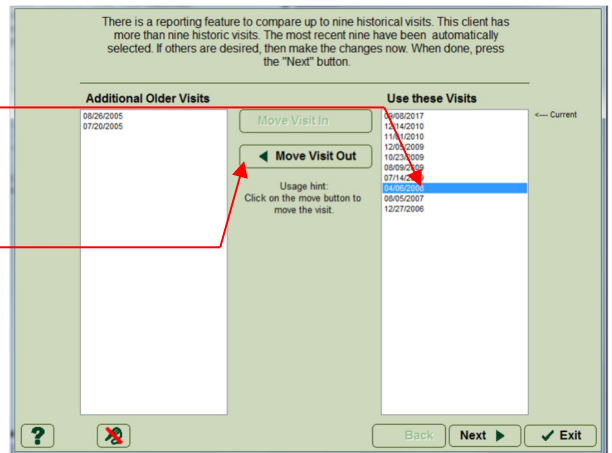 There is a reporting feature to compare up to nine historical visits. This client has
more than nine historic visits. The most recent nine have been automatically
selected. If others are desired, then make the changes now. When done, press
the "Next" button.
Additional Older Visits
08/26/2005
07/20/2005
Move Visit In
Move Visit Out
Usage hint:
Click on the move button to
move the visit.
Use these Visits
09/08/2017
12/14/2010
11/01/2010
12/05/2009
10/23/2009
08/09/2009
07/14/2009
04/06/2008
08/05/2007
12/27/2006
<--- Current
?
Back
Next
Exit